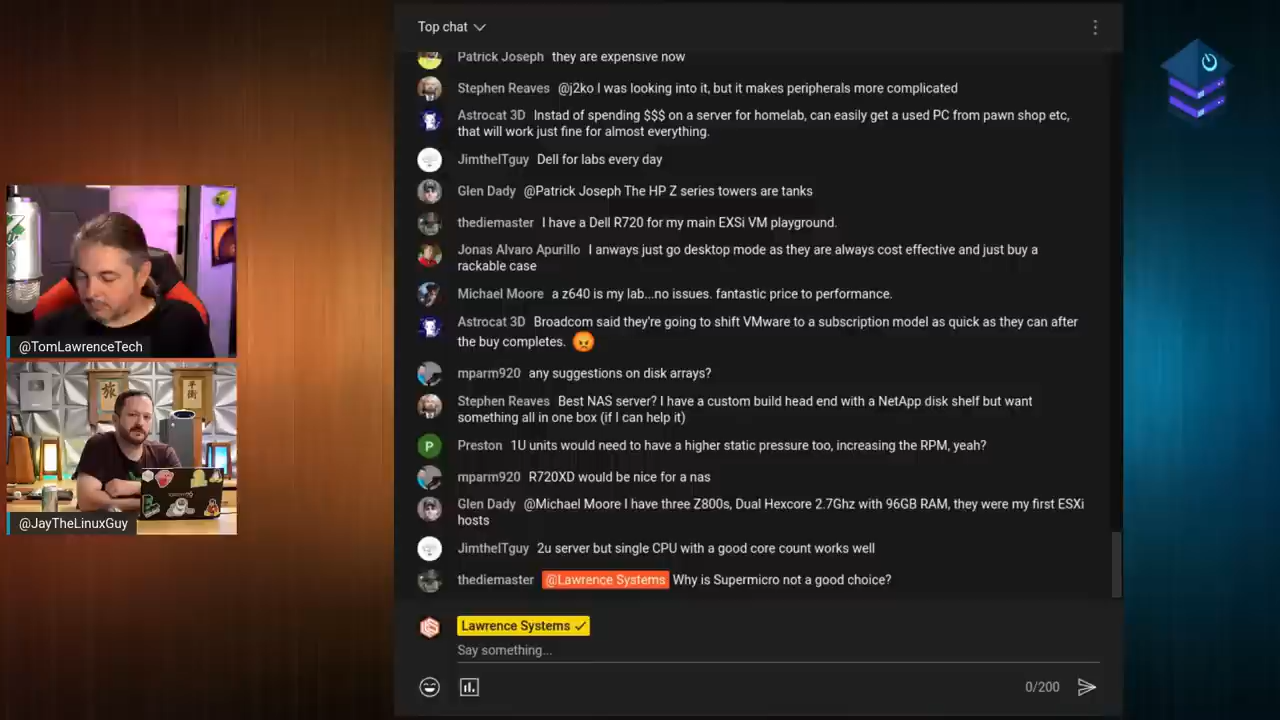 Top chat
Patrick Joseph they are expensive now
Stephen Reaves @j2ko I was looking into it, but it makes peripherals more complicated
Astrocat 3D Instad of spending $$$ on a server for homelab, can easily get a used PC from pawn shop etc,
that will work just fine for almost everything.
JimtheITguy Dell for labs every day
Glen Dady @Patrick Joseph The HP Z series towers are tanks
thediemaster I have a Dell R720 for my main EXSi VM playground.
Jonas Alvaro Apurillo I anways just go desktop mode as they are always cost effective and just buy a
rackable case
Michael Moore a z640 is my lab...no issues. fantastic price to performance.
Astrocat 3D Broadcom said they're going to shift VMware to a subscription model as quick as they can after
the buy completes. 😡
mparm920 any suggestions on disk arrays?
Stephen Reaves Best NAS server? I have a custom build head end with a NetApp disk shelf but want
something all in one box (if I can help it)
P Preston 1U units would need to have a higher static pressure too, increasing the RPM, yeah?
mparm920 R720XD would be nice for a nas
Glen Dady @Michael Moore I have three Z800s, Dual Hexcore 2.7Ghz with 96GB RAM, they were my first ESXi
hosts
JimtheITguy 2u server but single CPU with a good core count works well
thediemaster @Lawrence Systems Why is Supermicro not a good choice?
Lawrence Systems ✓
Say something...
0/200
@TomLawrenceTech
旅
平
衡
@JayTheLinuxGuy